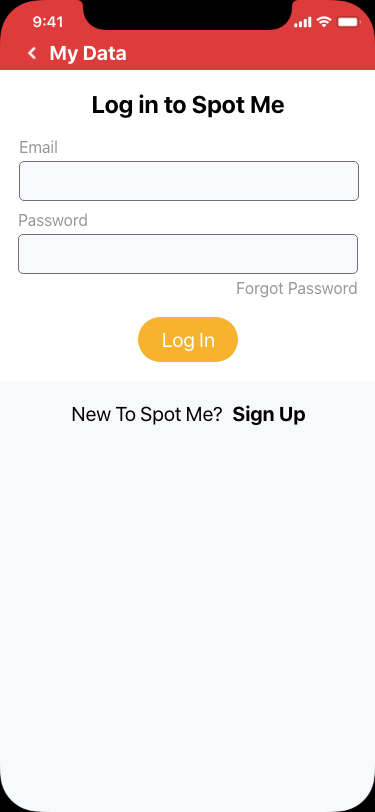 9:41
My Data
Log in to Spot Me
Email
Password
Forgot Password
Log In
New To Spot Me? Sign Up